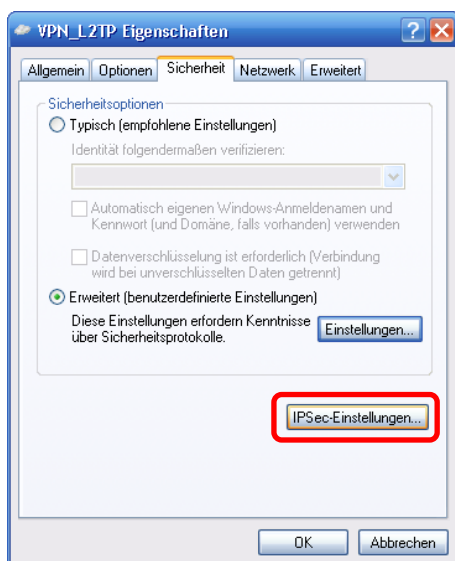 VPN_L2TP Eigenschaften
Allgemein Optionen Sicherheit Netzwerk Erweitert
Sicherheitsoptionen
Typisch (empfohlene Einstellungen)
Identität folgendermaßen verifizieren:
Automatisch eigenen Windows-Anmeldenamen und
Kennwort (und Domäne, falls vorhanden) verwenden
Datenverschlüsselung ist erforderlich (Verbindung
wird bei unverschlüsselten Daten getrennt)
Erweitert (benutzerdefinierte Einstellungen)
Diese Einstellungen erfordern Kenntnisse
über Sicherheitsprotokolle.
Einstellungen...
IPSec-Einstellungen...
OK Abbrechen